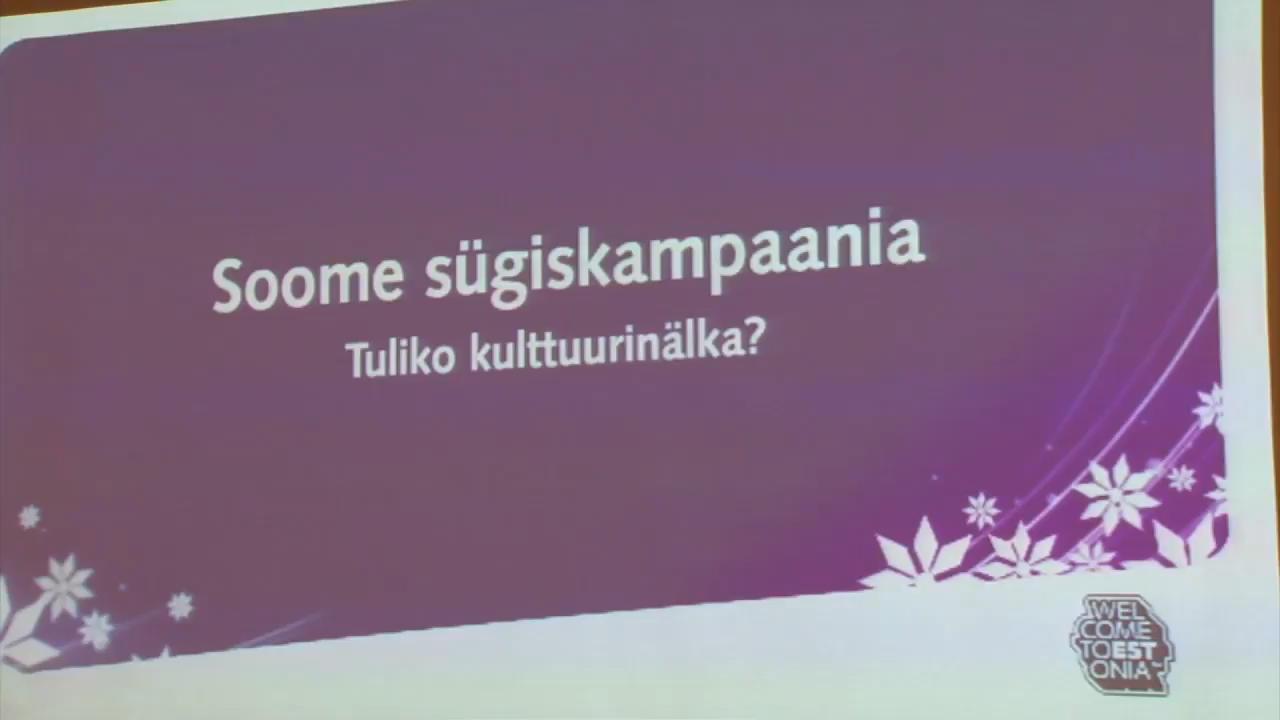 Soome sügiskampaania
Tuliko kulttuurinälka?
WEL
COME
TOEST
ONIA